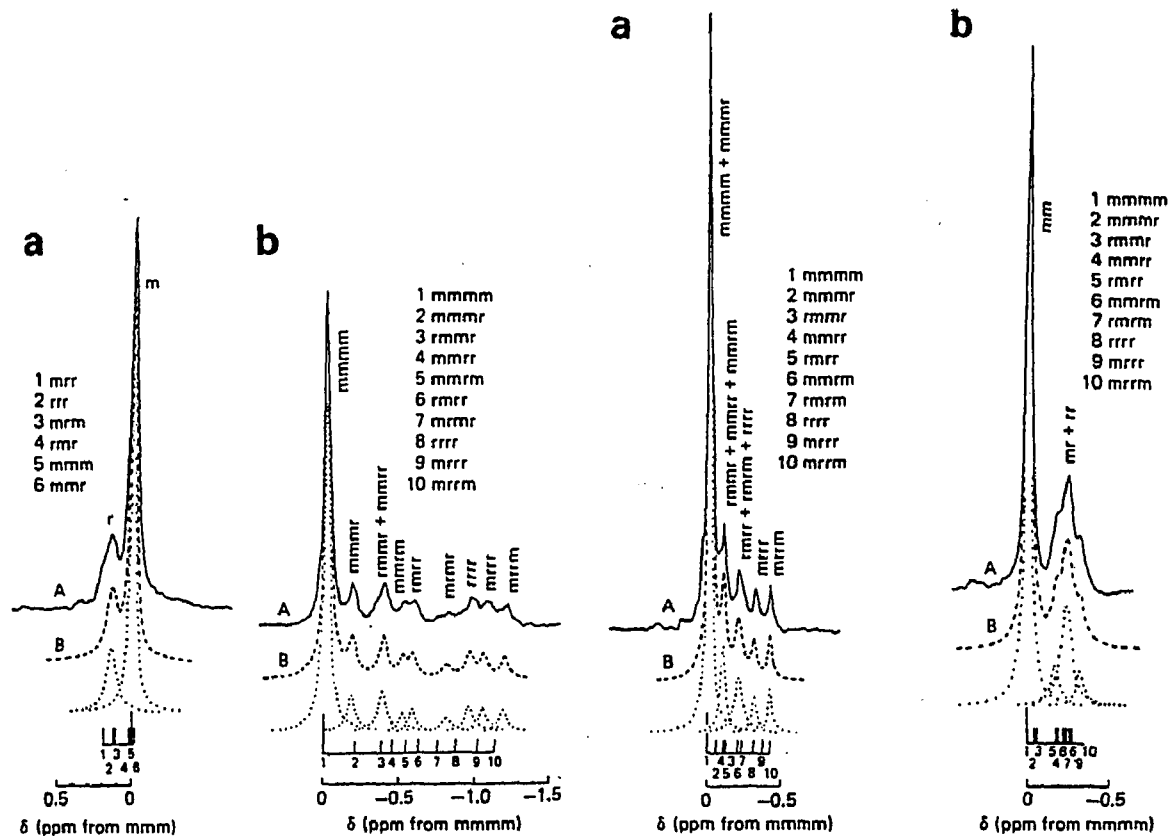 a
m
1 mrr
2 rrr
3 mrm
4 rmr
5 mmm
6 mmr
r
A
B
1 3 5
2 4 6
0.5 0
δ (ppm from mmm)
b
1 mmmm
2 mmmr
3 rmmr
4 mmrr
5 mmrm
6 rmrr
7 mrmr
8 rrrr
9 mrrr
10 mrrm
mmmm
mmmr
rmmr + mmrr
mmrm
rmrr
mrmr
rrrr
mrrr
mrrm
A
B
1 2 3 4 5 6 7 8 9 10
0 −0.5 −1.0 −1.5
δ (ppm from mmmm)
a
mmmm + mmmr
1 mmmm
2 mmmr
3 rmmr
4 mmrr
5 rmrr
6 mmrm
7 rmrm
8 rrrr
9 mrrr
10 mrrm
rmmr + mmrr + mmrm
rmrr + rmrm + rrrr
mrrr
mrrm
A
B
1 4 3 7 9
2 5 6 8 10
0 −0.5
δ (ppm from mmmm)
b
mm
1 mmmm
2 mmmr
3 rmmr
4 mmrr
5 rmrr
6 mmrm
7 rmrm
8 rrrr
9 mrrr
10 mrrm
mr + rr
A
B
1 3 5 8 6 10
2 4 7 9
0 −0.5
δ (ppm from mmmm)